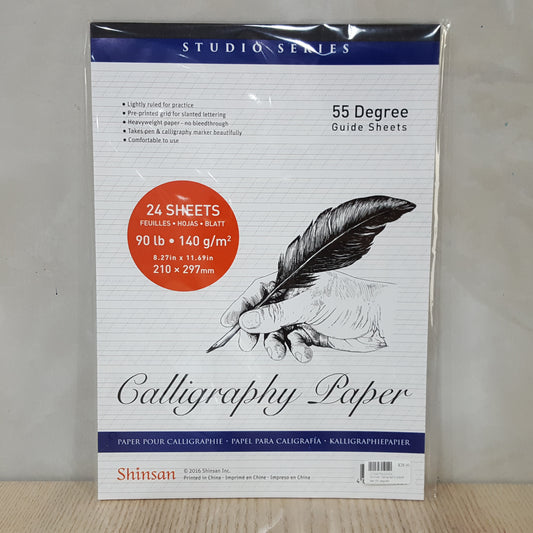 STUDIO SERIES
• Lightly ruled for practice
• Pre-printed grid for slanted lettering
• Heavyweight paper - no bleedthrough
• Takes pen & calligraphy marker beautifully
• Comfortable to use
55 Degree
Guide Sheets
24 SHEETS
FEUILLES • HOJAS • BLATT
90 lb • 140 g/m²
8.27in x 11.69in
210 × 297mm
Calligraphy Paper
PAPER POUR CALLIGRAPHIE • PAPEL PARA CALIGRAFÍA • KALLIGRAPHIEPAPIER
Shinsan
© 2016 Shinsan Inc.
Printed in China • Imprimé en Chine • Impreso en China